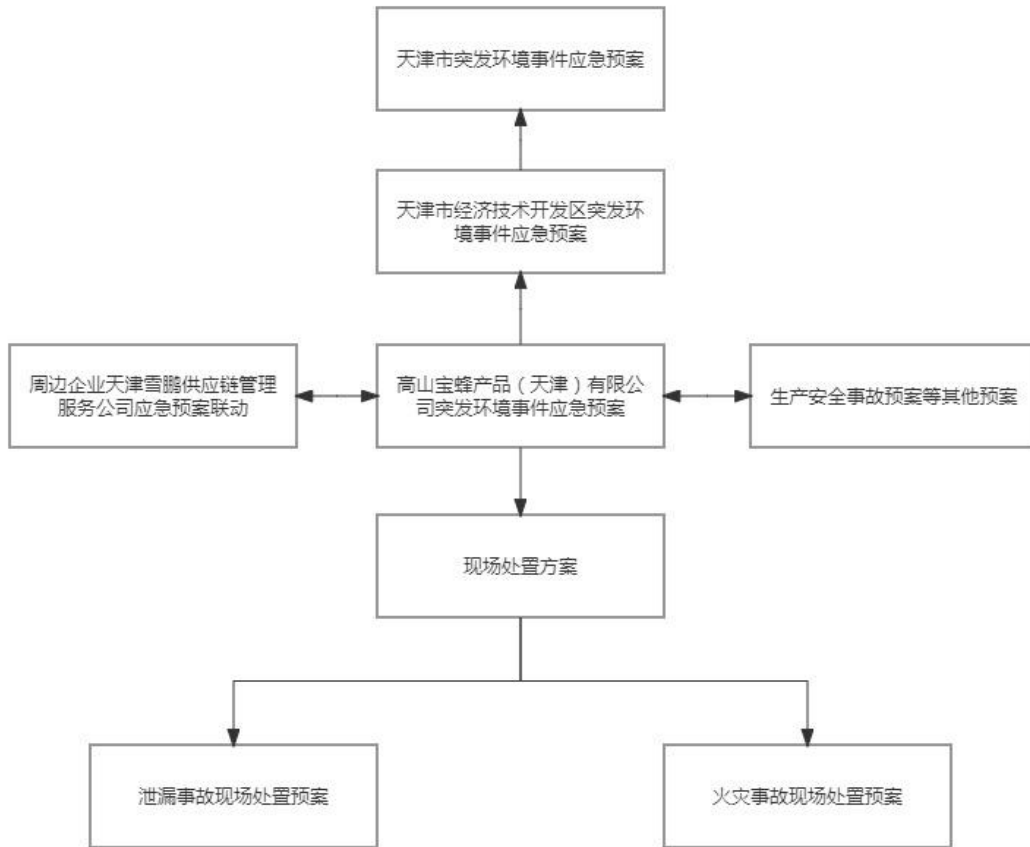 天津市突发环境事件应急预案
天津市经济技术开发区突发环
境事件应急预案
周边企业天津雪鹏供应链管理
服务公司应急预案联动
高山宝蜂产品（天津）有限公
司突发环境事件应急预案
生产安全事故预案等其他预案
现场处置方案
泄漏事故现场处置预案
火灾事故现场处置预案